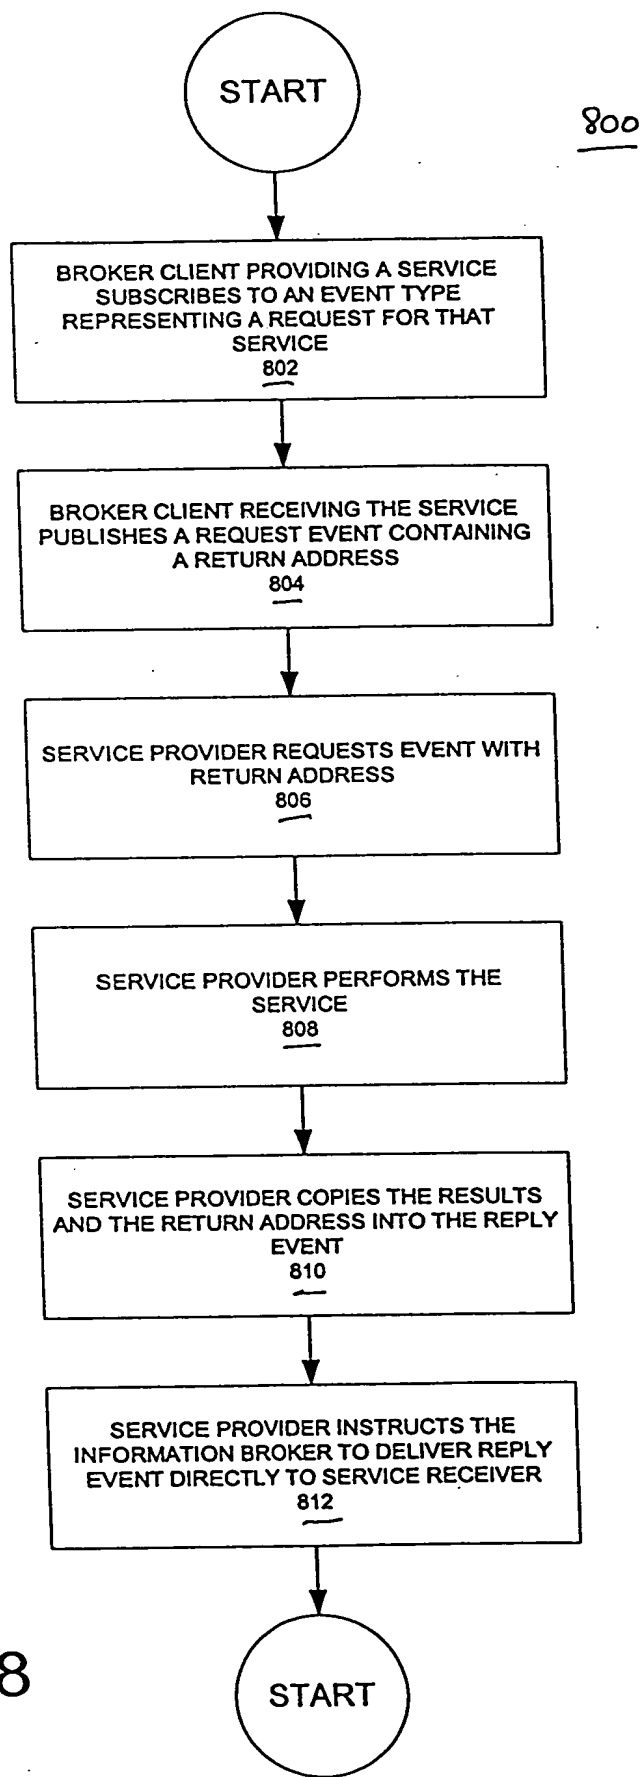 START
800
BROKER CLIENT PROVIDING A SERVICE
SUBSCRIBES TO AN EVENT TYPE
REPRESENTING A REQUEST FOR THAT
SERVICE
802
BROKER CLIENT RECEIVING THE SERVICE
PUBLISHES A REQUEST EVENT CONTAINING
A RETURN ADDRESS
804
SERVICE PROVIDER REQUESTS EVENT WITH
RETURN ADDRESS
806
SERVICE PROVIDER PERFORMS THE
SERVICE
808
SERVICE PROVIDER COPIES THE RESULTS
AND THE RETURN ADDRESS INTO THE REPLY
EVENT
810
SERVICE PROVIDER INSTRUCTS THE
INFORMATION BROKER TO DELIVER REPLY
EVENT DIRECTLY TO SERVICE RECEIVER
812
8
START